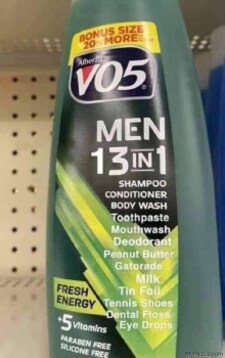 BONUS SIZE
20% MORE
Alberto
VO5
MEN
13 IN 1
SHAMPOO
CONDITIONER
BODY WASH
Toothpaste
Mouthwash
Deodorant
Peanut Butter
Gatorade
Milk
Tin Foil
Tennis Shoes
Dental Floss
Eye Drops
FRESH
ENERGY
+5 Vitamins
PARABEN FREE
SILICONE FREE